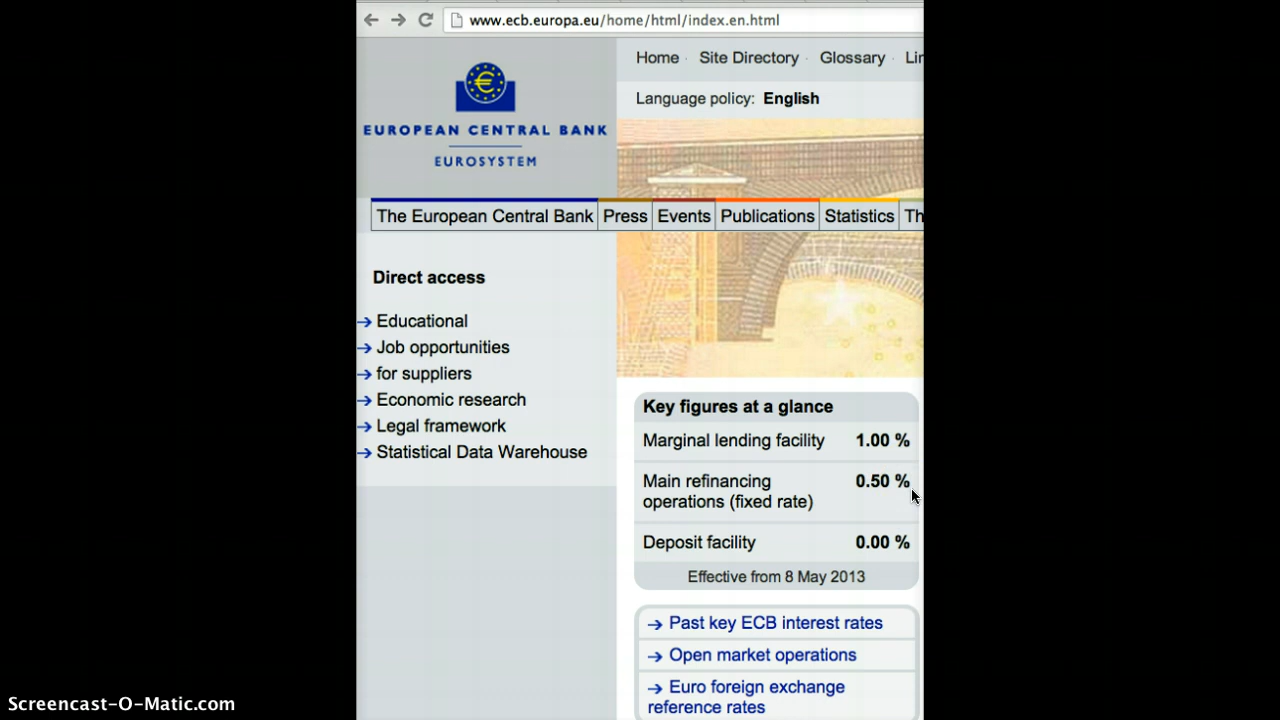 www.ecb.europa.eu/home/html/index.en.html
Home · Site Directory · Glossary ·
Language policy: English
EUROPEAN CENTRAL BANK
EUROSYSTEM
The European Central Bank Press Events Publications Statistics
Direct access
Educational
Job opportunities
for suppliers
Economic research
Legal framework
Statistical Data Warehouse
Key figures at a glance
Marginal lending facility 1.00 %
Main refinancing 0.50 %
operations (fixed rate)
Deposit facility 0.00 %
Effective from 8 May 2013
Past key ECB interest rates
Open market operations
Euro foreign exchange
reference rates
Screencast-O-Matic.com